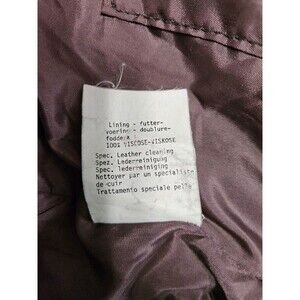 Lining - futter-
voering - doublure-
fodera
100% VISCOSE-VISKOSE
Spec. Leather cleaning
Spez. Lederreinigung
Spec. lederreiniging
Nettoyer par un specialiste
de cuir
Trattamento speciale pelle